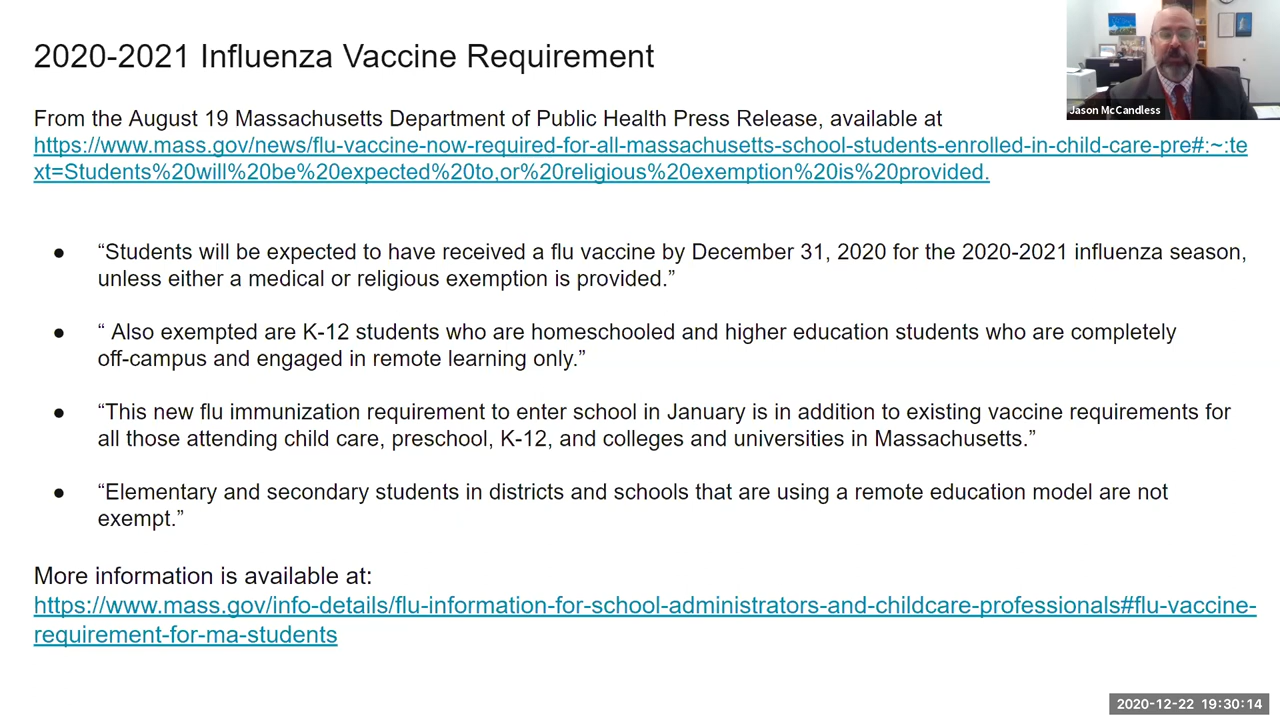 2020-2021 Influenza Vaccine Requirement
Jason McCandless
From the August 19 Massachusetts Department of Public Health Press Release, available at
https://www.mass.gov/news/flu-vaccine-now-required-for-all-massachusetts-school-students-enrolled-in-child-care-pre#:~:te
xt=Students%20will%20be%20expected%20to,or%20religious%20exemption%20is%20provided.
● “Students will be expected to have received a flu vaccine by December 31, 2020 for the 2020-2021 influenza season,
unless either a medical or religious exemption is provided.”
● “ Also exempted are K-12 students who are homeschooled and higher education students who are completely
off-campus and engaged in remote learning only.”
● “This new flu immunization requirement to enter school in January is in addition to existing vaccine requirements for
all those attending child care, preschool, K-12, and colleges and universities in Massachusetts.”
● “Elementary and secondary students in districts and schools that are using a remote education model are not
exempt.”
More information is available at:
https://www.mass.gov/info-details/flu-information-for-school-administrators-and-childcare-professionals#flu-vaccine-
requirement-for-ma-students
2020-12-22 19:30:14